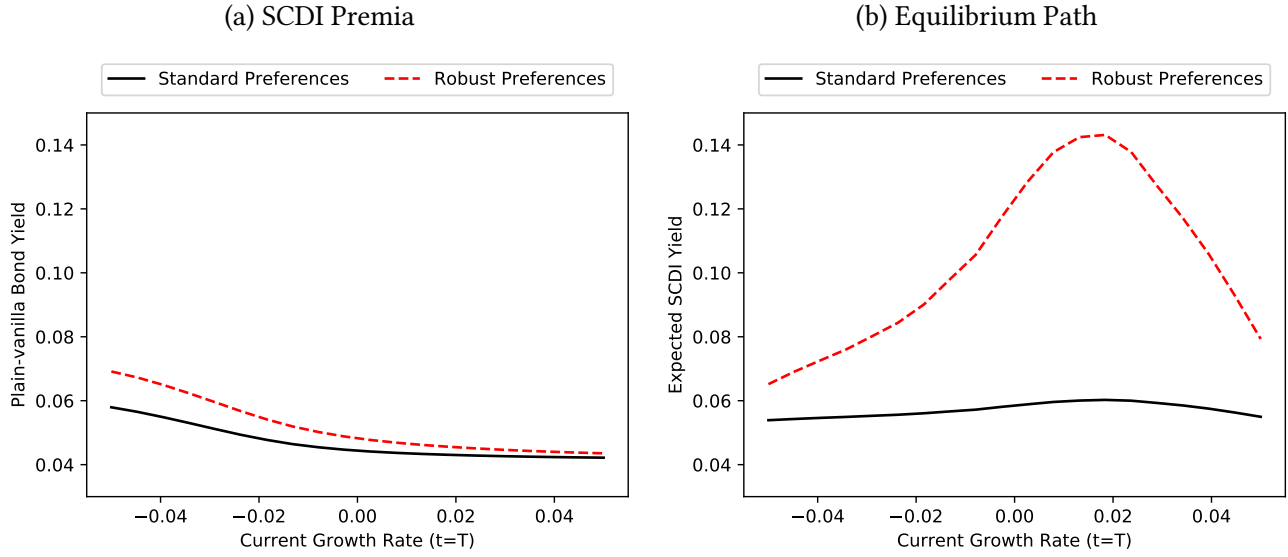 (a) SCDI Premia
Standard Preferences
Robust Preferences
Plain-vanilla Bond Yield
0.14
0.12
0.10
0.08
0.06
0.04
−0.04
−0.02
0.00
0.02
0.04
Current Growth Rate (t=T)
(b) Equilibrium Path
Standard Preferences
Robust Preferences
Expected SCDI Yield
0.14
0.12
0.10
0.08
0.06
0.04
−0.04
−0.02
0.00
0.02
0.04
Current Growth Rate (t=T)